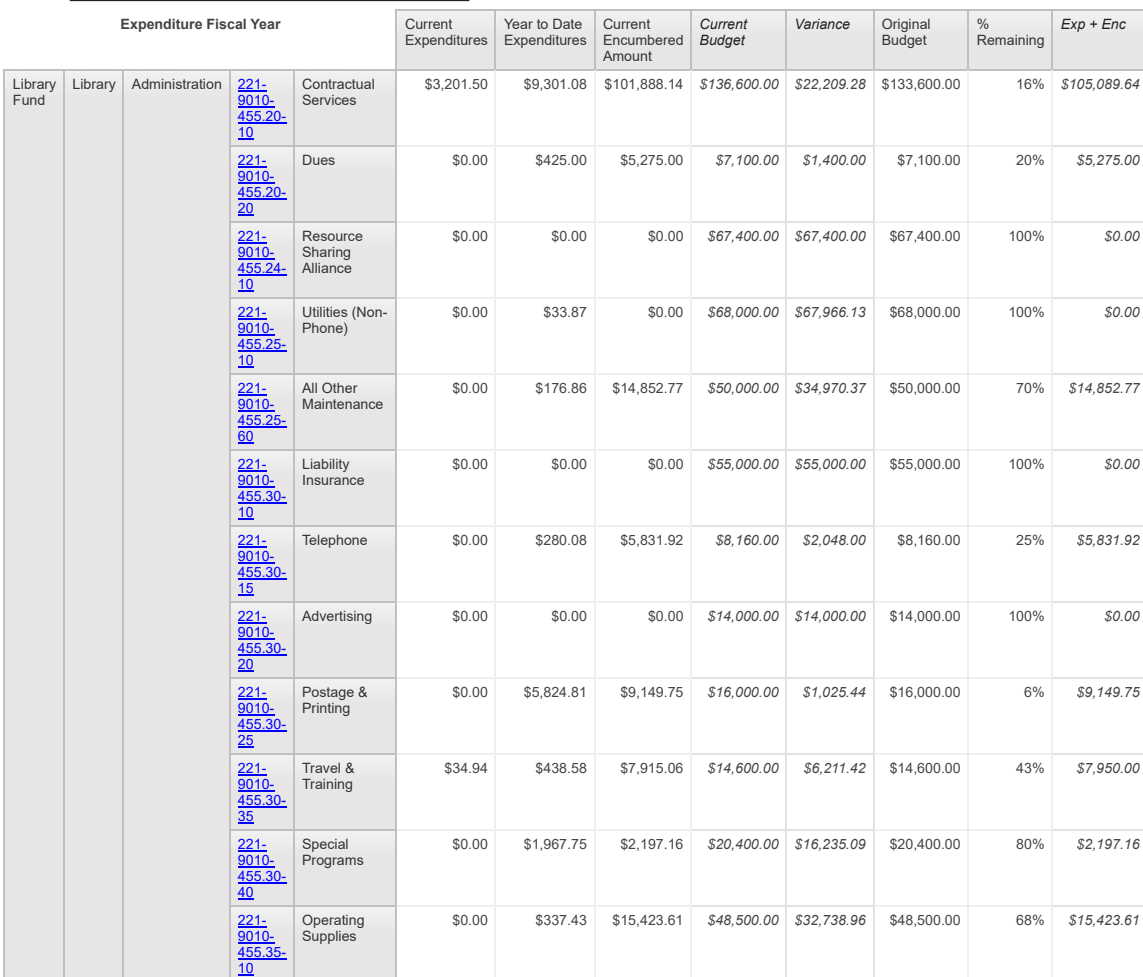 Expenditure Fiscal Year
Current Expenditures Year to Date Expenditures Current Encumbered Amount Current Budget Variance Original Budget % Remaining Exp + Enc
Library Fund Library Administration 221-9010-455.20-10 Contractual Services $3,201.50 $9,301.08 $101,888.14 $136,600.00 $22,209.28 $133,600.00 16% $105,089.64
221-9010-455.20-20 Dues $0.00 $425.00 $5,275.00 $7,100.00 $1,400.00 $7,100.00 20% $5,275.00
221-9010-455.24-10 Resource Sharing Alliance $0.00 $0.00 $0.00 $67,400.00 $67,400.00 $67,400.00 100% $0.00
221-9010-455.25-10 Utilities (Non-Phone) $0.00 $33.87 $0.00 $68,000.00 $67,966.13 $68,000.00 100% $0.00
221-9010-455.25-60 All Other Maintenance $0.00 $176.86 $14,852.77 $50,000.00 $34,970.37 $50,000.00 70% $14,852.77
221-9010-455.30-10 Liability Insurance $0.00 $0.00 $0.00 $55,000.00 $55,000.00 $55,000.00 100% $0.00
221-9010-455.30-15 Telephone $0.00 $280.08 $5,831.92 $8,160.00 $2,048.00 $8,160.00 25% $5,831.92
221-9010-455.30-20 Advertising $0.00 $0.00 $0.00 $14,000.00 $14,000.00 $14,000.00 100% $0.00
221-9010-455.30-25 Postage & Printing $0.00 $5,824.81 $9,149.75 $16,000.00 $1,025.44 $16,000.00 6% $9,149.75
221-9010-455.30-35 Travel & Training $34.94 $438.58 $7,915.06 $14,600.00 $6,211.42 $14,600.00 43% $7,950.00
221-9010-455.30-40 Special Programs $0.00 $1,967.75 $2,197.16 $20,400.00 $16,235.09 $20,400.00 80% $2,197.16
221-9010-455.35-10 Operating Supplies $0.00 $337.43 $15,423.61 $48,500.00 $32,738.96 $48,500.00 68% $15,423.61